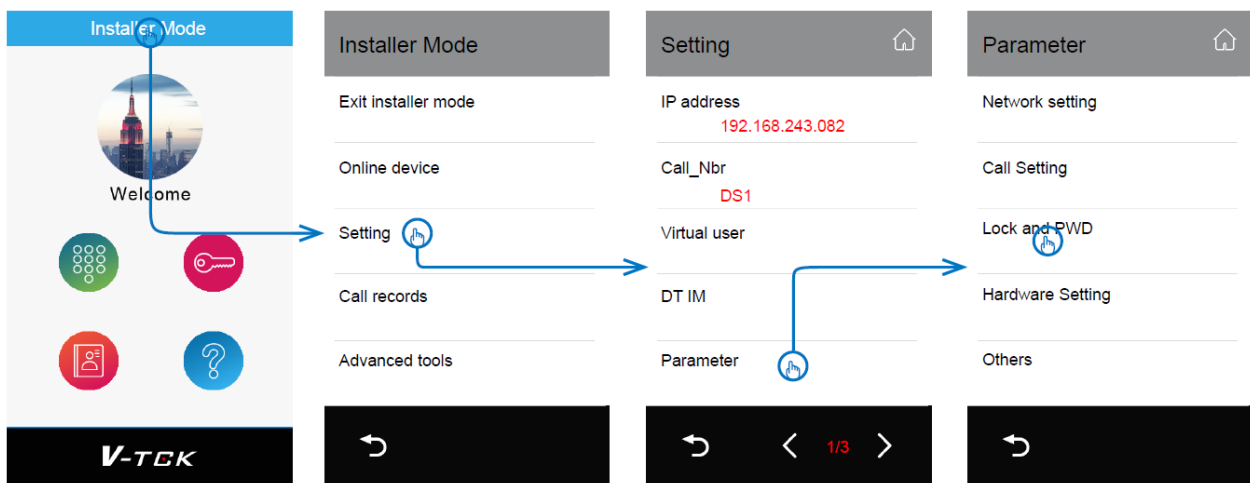 Installer Mode
Welcome
V-TEK
Installer Mode
Exit installer mode
Online device
Setting
Call records
Advanced tools
Setting
IP address
192.168.243.082
Call_Nbr
DS1
Virtual user
DT IM
Parameter
1/3
Parameter
Network setting
Call Setting
Lock and PWD
Hardware Setting
Others